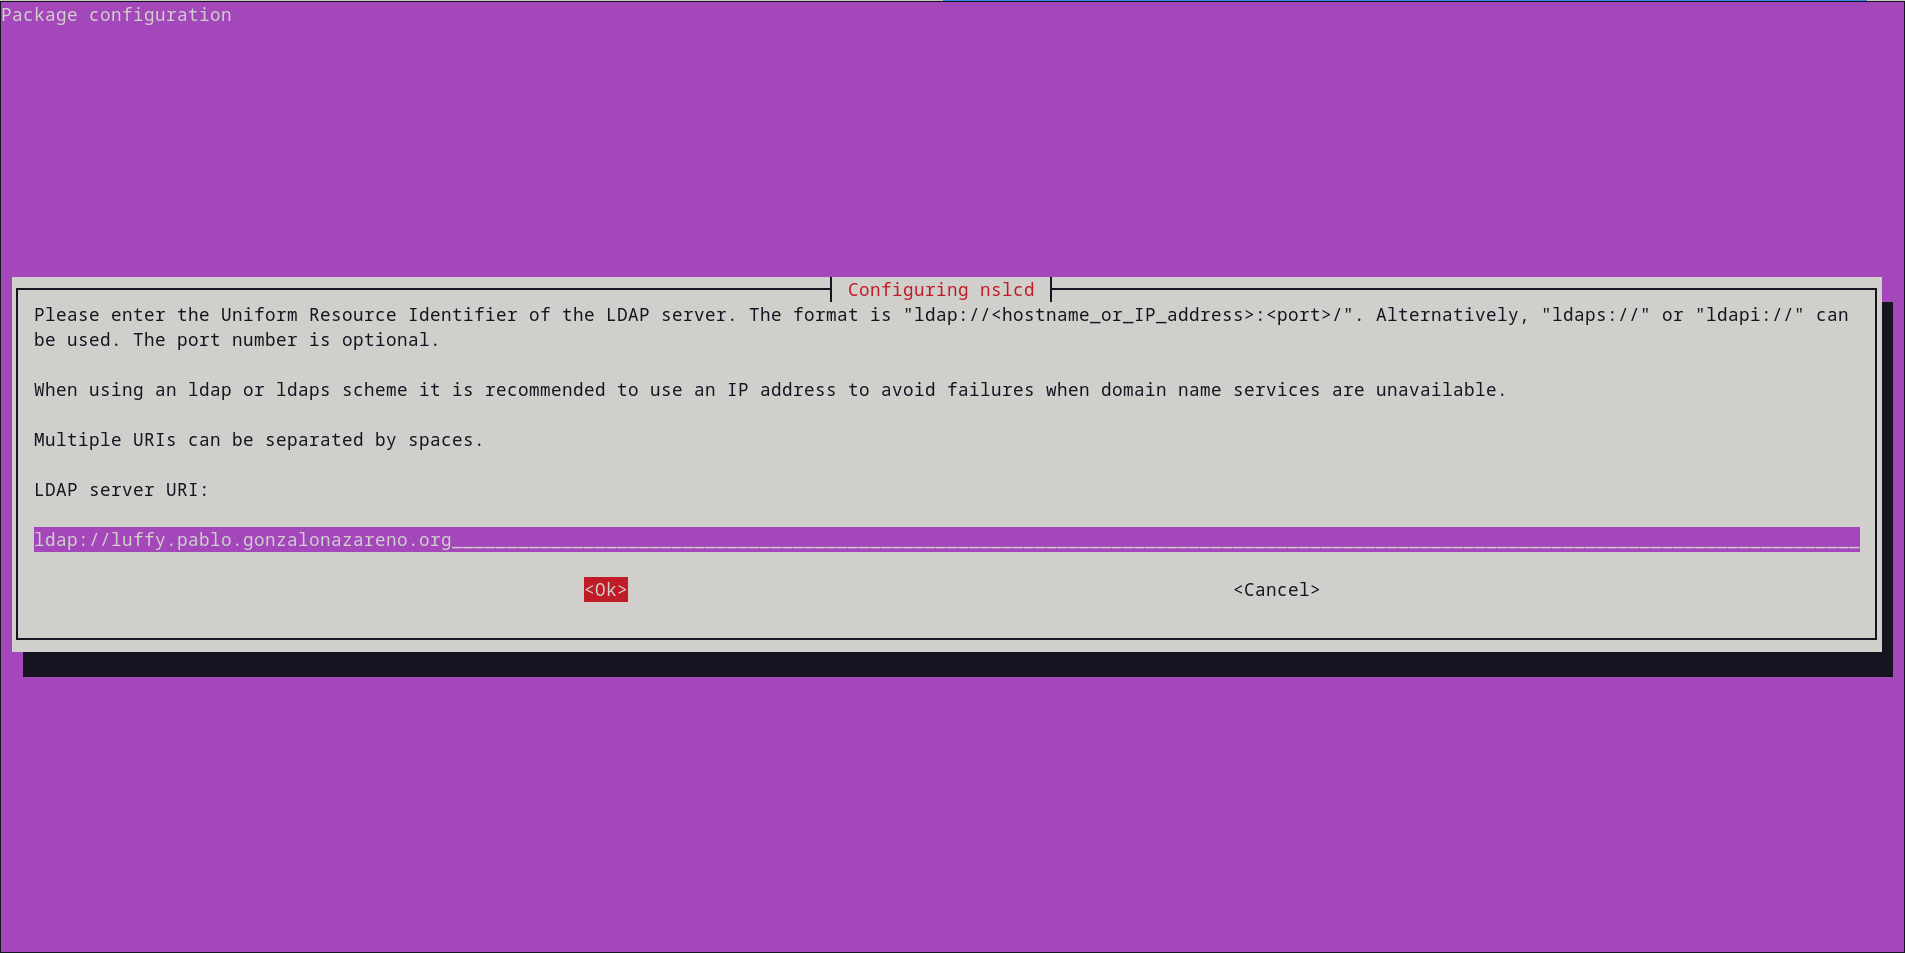 Package configuration
Configuring nslcd
Please enter the Uniform Resource Identifier of the LDAP server. The format is "ldap://<hostname_or_IP_address>:<port>/". Alternatively, "ldaps://" or "ldapi://" can
be used. The port number is optional.
When using an ldap or ldaps scheme it is recommended to use an IP address to avoid failures when domain name services are unavailable.
Multiple URIs can be separated by spaces.
LDAP server URI:
ldap://luffy.pablo.gonzalonazareno.org
<Ok> <Cancel>